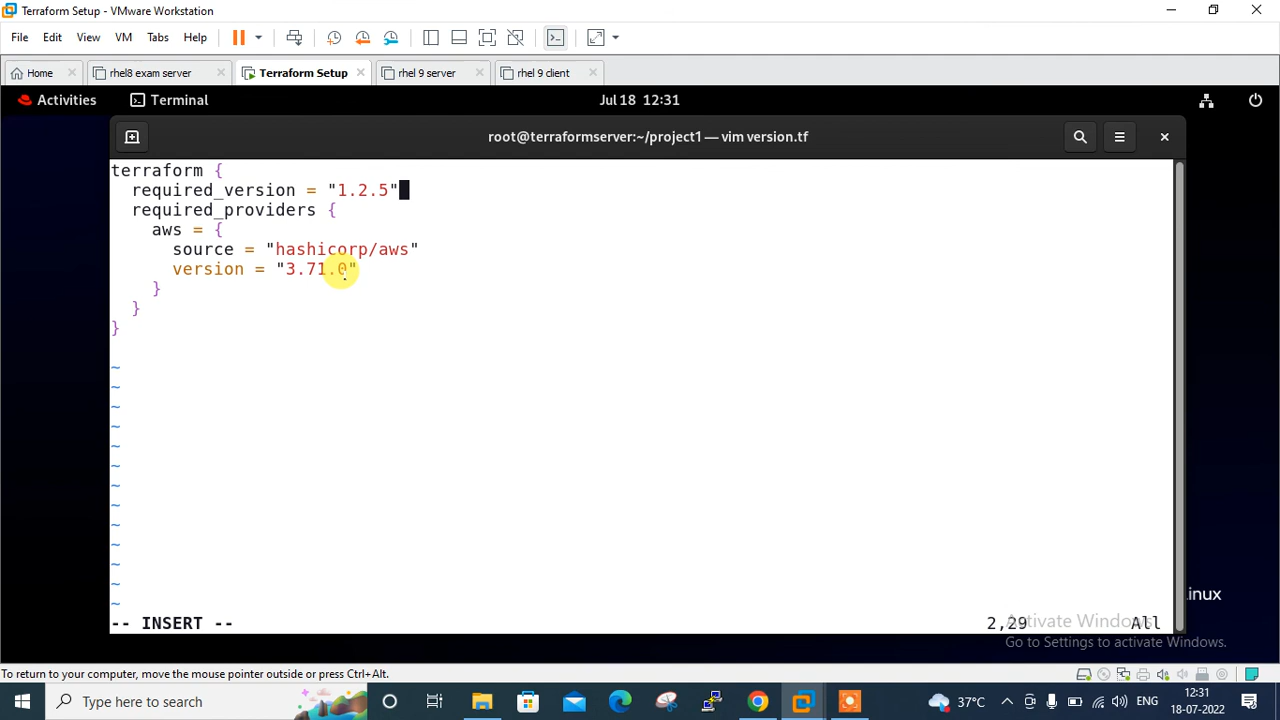 Terraform Setup - VMware Workstation
File Edit View VM Tabs Help
Home rhel8 exam server Terraform Setup rhel 9 server rhel 9 client
Activities Terminal Jul 18 12:31
root@terraformserver:~/project1 — vim version.tf
terraform {
  required_version = "1.2.5"
  required_providers {
    aws = {
      source = "hashicorp/aws"
      version = "3.71.0"
    }
  }
}
~
~
~
~
~
~
~
~
~
~
~
~
~
-- INSERT -- 2,29 All
Activate Windows
Go to Settings to activate Windows.
To return to your computer, move the mouse pointer outside or press Ctrl+Alt.
Type here to search
37°C
ENG
12:31
18-07-2022